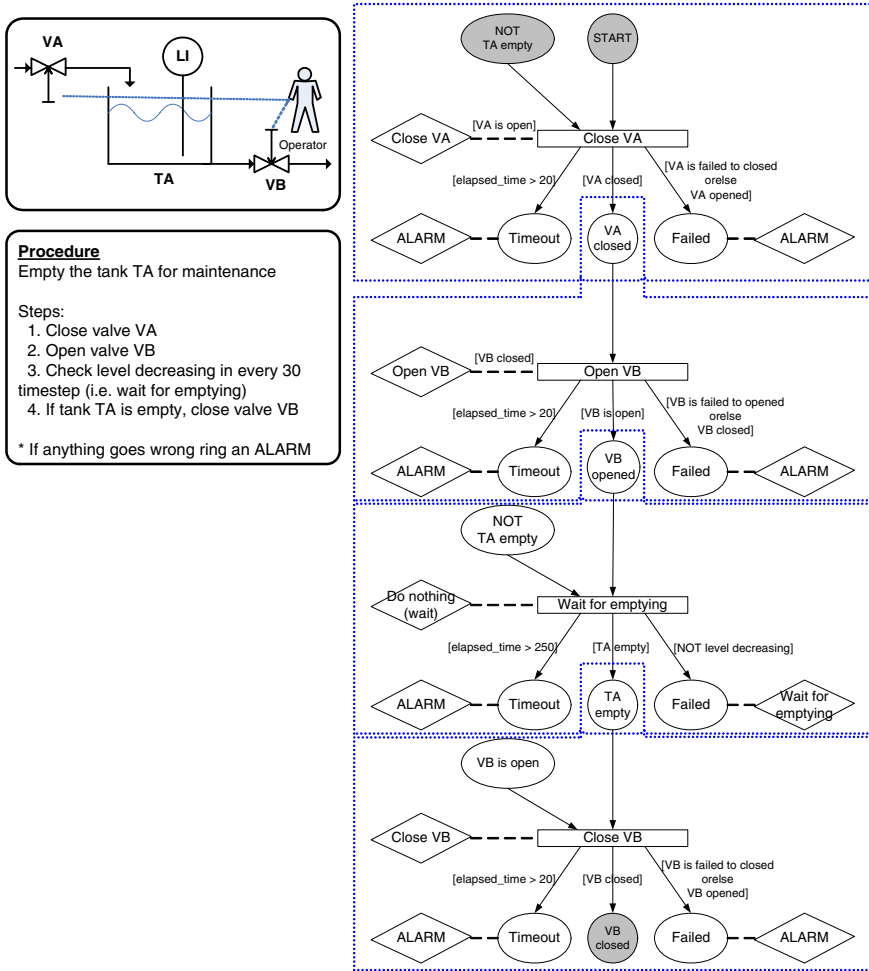 VA
LI
Operator
TA
VB
Procedure
Empty the tank TA for maintenance
Steps:
1. Close valve VA
2. Open valve VB
3. Check level decreasing in every 30
timestep (i.e. wait for emptying)
4. If tank TA is empty, close valve VB
* If anything goes wrong ring an ALARM
NOT
TA empty
START
Close VA
[VA is open]
Close VA
[elapsed_time > 20]
[VA closed]
[VA is failed to closed
orelse
VA opened]
ALARM
Timeout
VA
closed
Failed
ALARM
Open VB
[VB closed]
Open VB
[elapsed_time > 20]
[VB is open]
[VB is failed to opened
orelse
VB closed]
ALARM
Timeout
VB
opened
Failed
ALARM
NOT
TA empty
Do nothing
(wait)
Wait for emptying
[elapsed_time > 250]
[TA empty]
[NOT level decreasing]
ALARM
Timeout
TA
empty
Failed
Wait for
emptying
VB is open
Close VB
Close VB
[elapsed_time > 20]
[VB closed]
[VB is failed to closed
orelse
VB opened]
ALARM
Timeout
VB
closed
Failed
ALARM